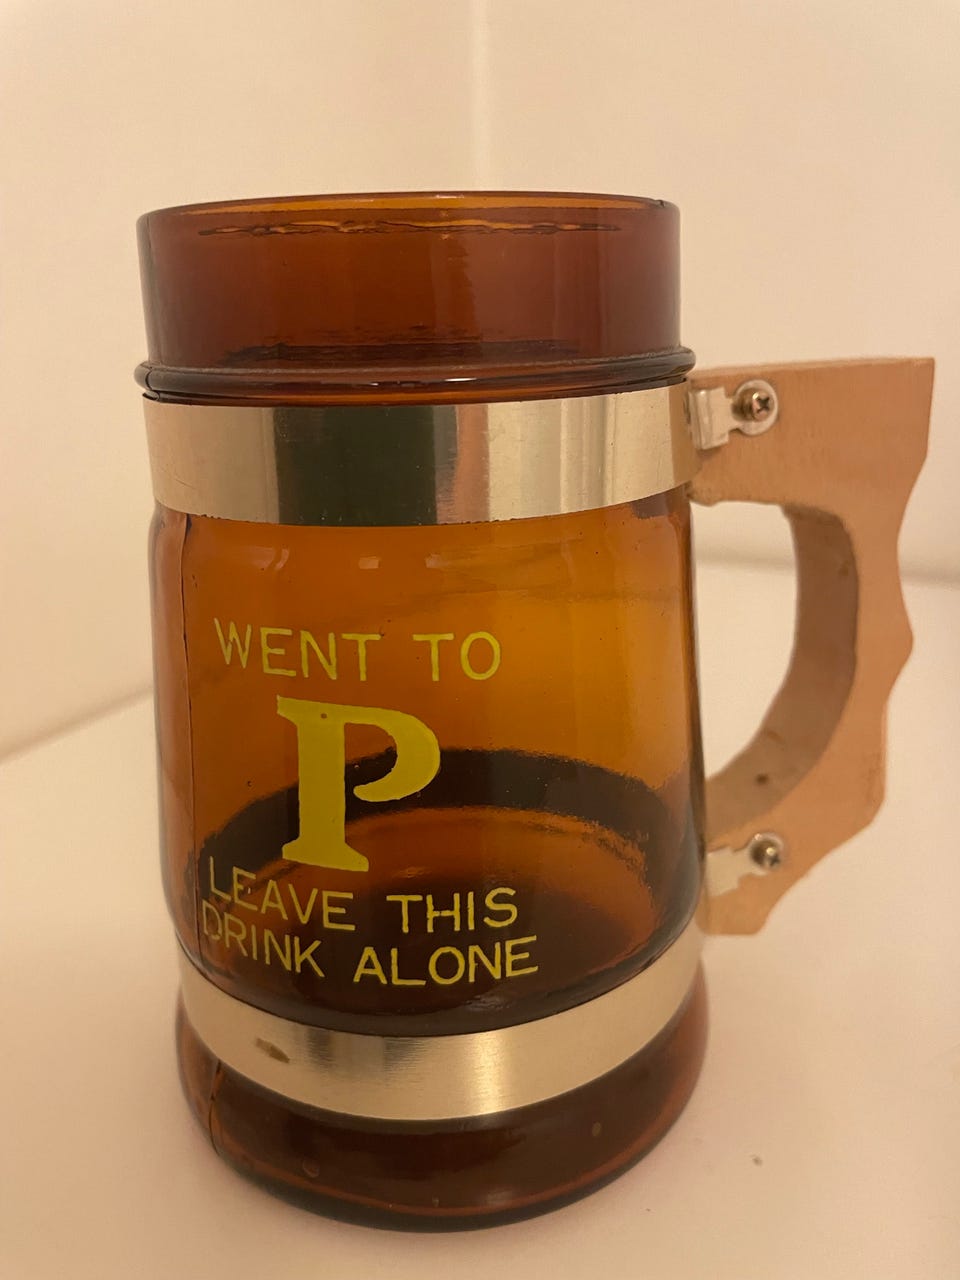 WENT TO
P
LEAVE THIS
DRINK ALONE